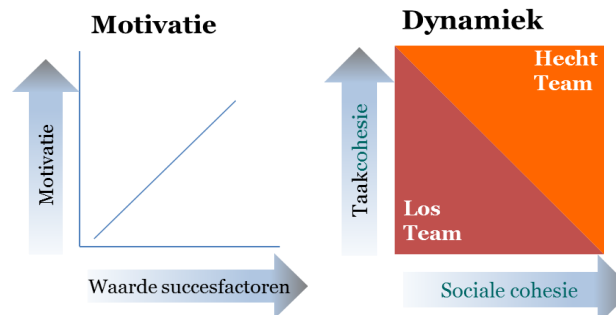 Motivatie
Motivatie
Waarde succesfactoren
Dynamiek
Taakcohesie
Hecht
Team
Los
Team
Sociale cohesie